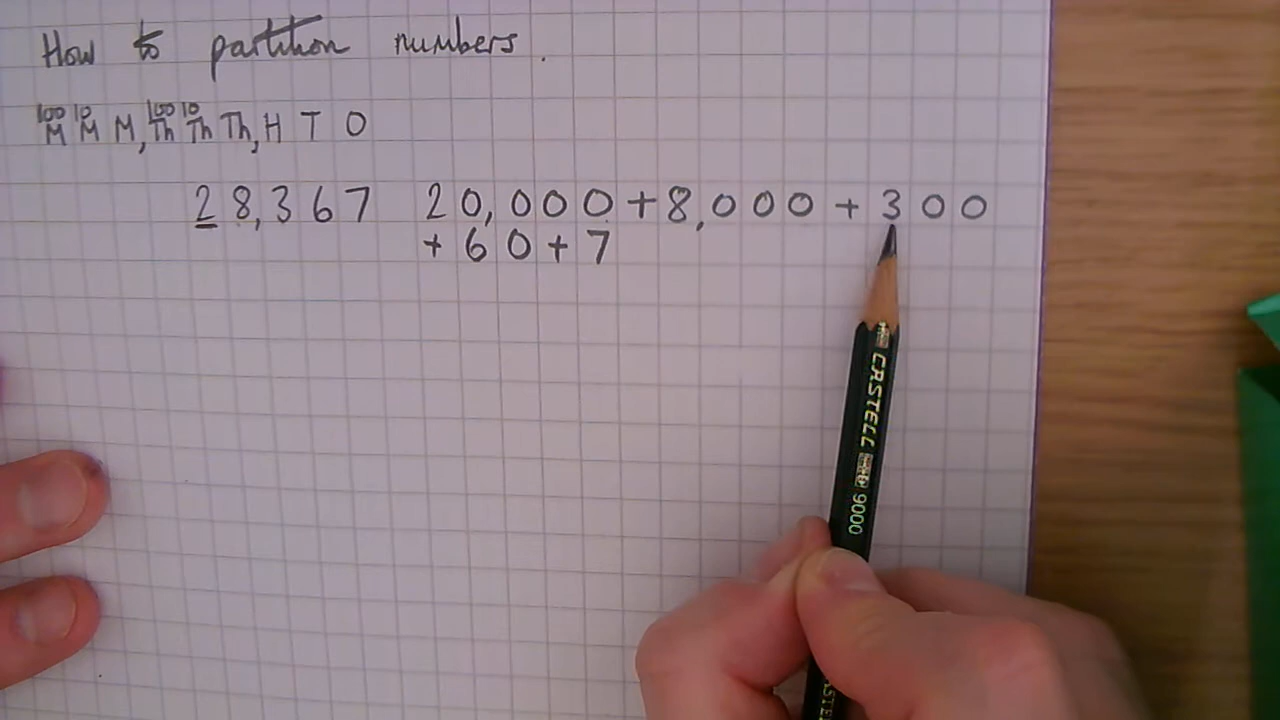 How to partition numbers.
100 M 10 M M, 100 Th 10 Th Th, H T O
28,367 20,000 + 8,000 + 300
+ 60 + 7
CASTELL 9000